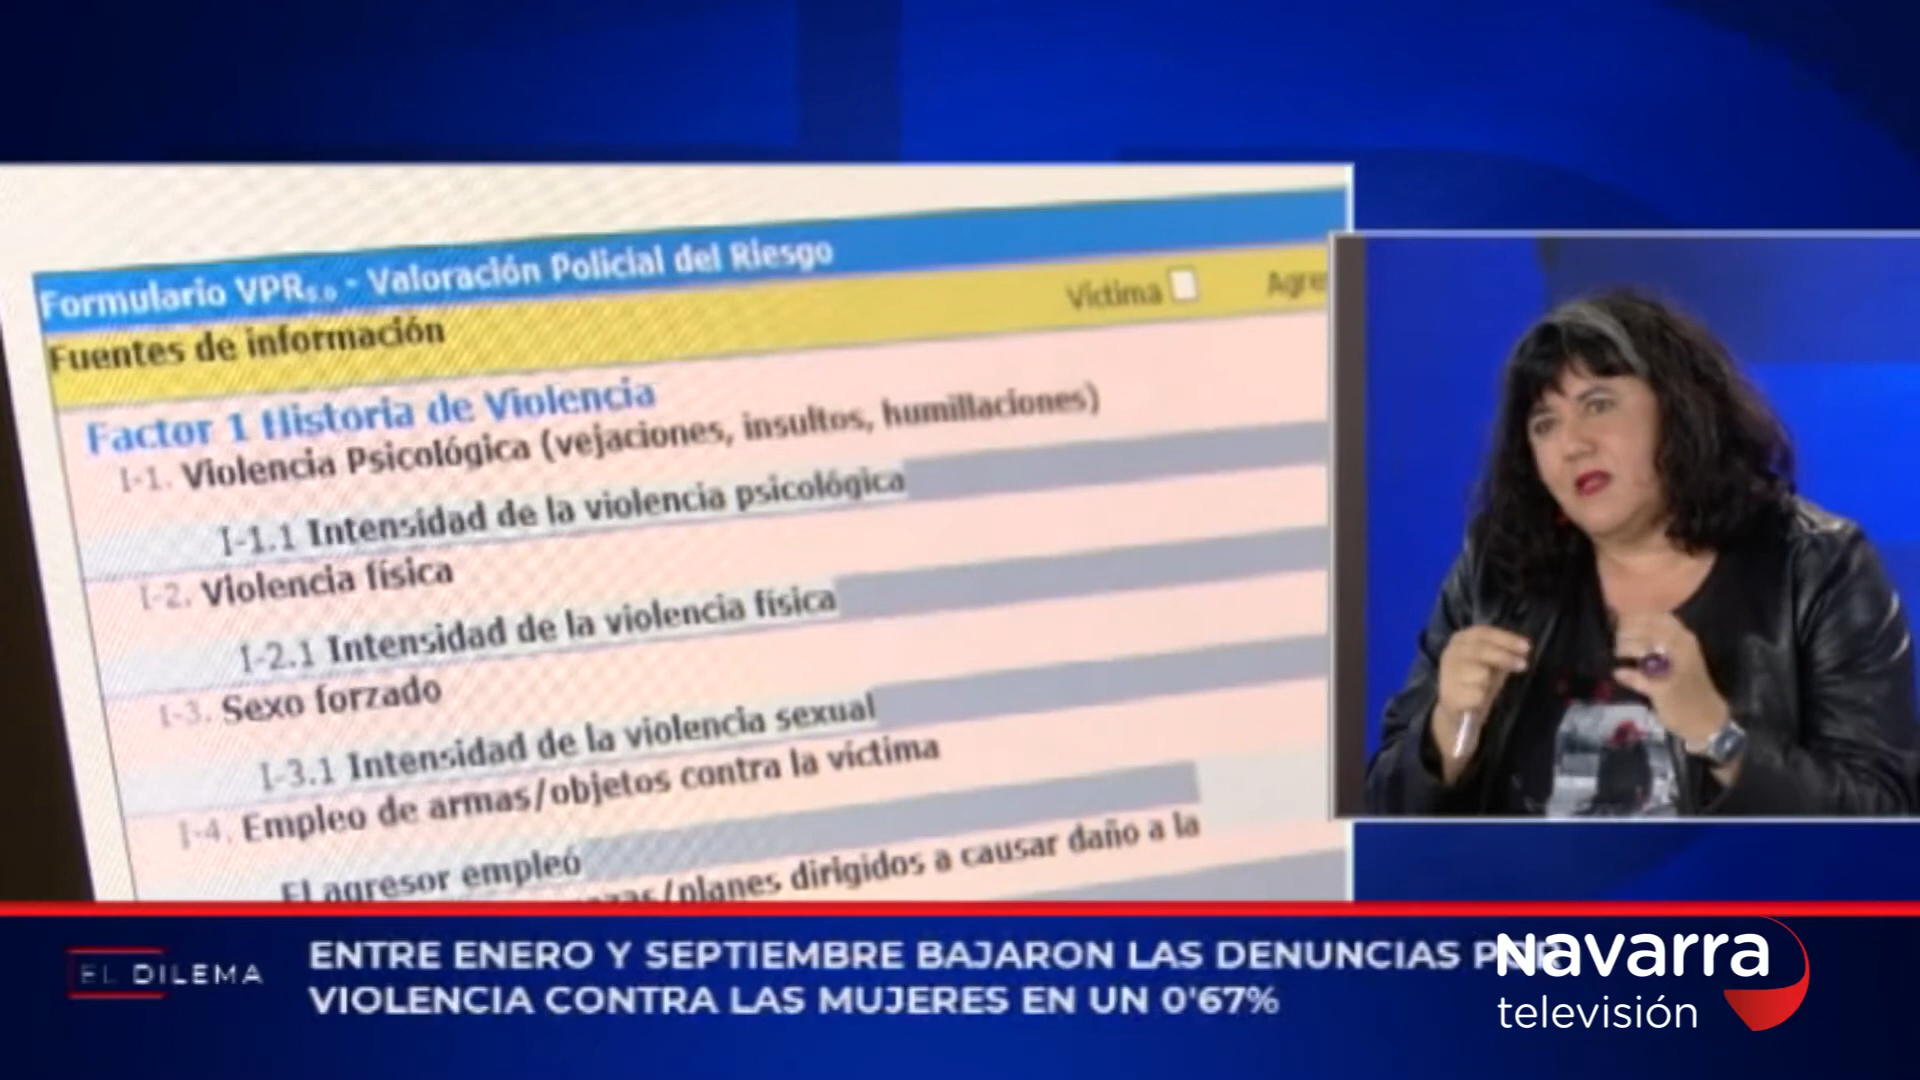 Formulario VPR₅.₀ - Valoración Policial del Riesgo
Fuentes de información
Víctima
Agre
Factor 1 Historia de Violencia
I-1. Violencia Psicológica (vejaciones, insultos, humillaciones)
I-1.1 Intensidad de la violencia psicológica
I-2. Violencia física
I-2.1 Intensidad de la violencia física
I-3. Sexo forzado
I-3.1 Intensidad de la violencia sexual
I-4. Empleo de armas/objetos contra la víctima
El agresor empleó
/planes dirigidos a causar daño a la
EL DILEMA
ENTRE ENERO Y SEPTIEMBRE BAJARON LAS DENUNCIAS POR
VIOLENCIA CONTRA LAS MUJERES EN UN 0'67%
Navarra
televisión